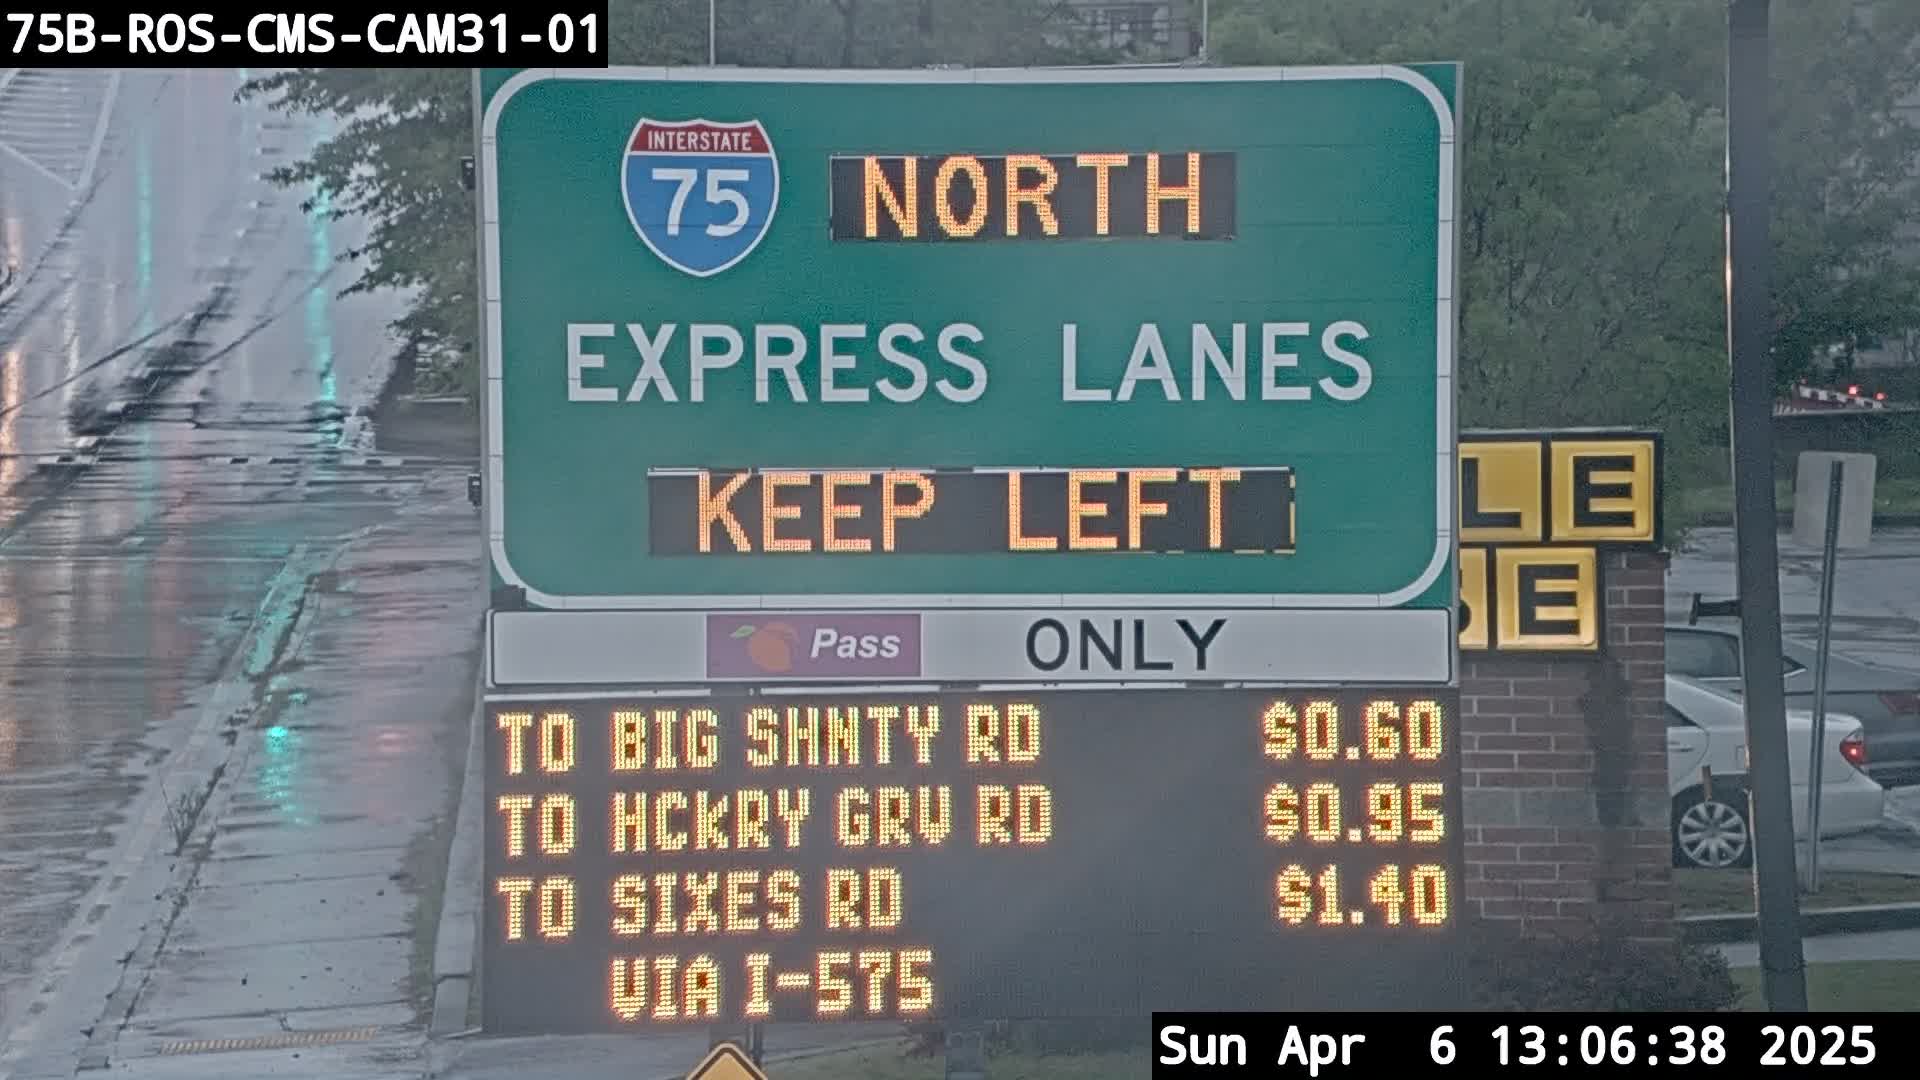 75B-ROS-CMS-CAM31-01
INTERSTATE
75
NORTH
EXPRESS LANES
KEEP LEFT
LE
E
Pass
ONLY
TO BIG SHNTY RD $0.60
TO HCKRY GRV RD $0.95
TO SIXES RD $1.40
VIA I-575
Sun Apr 6 13:06:38 2025